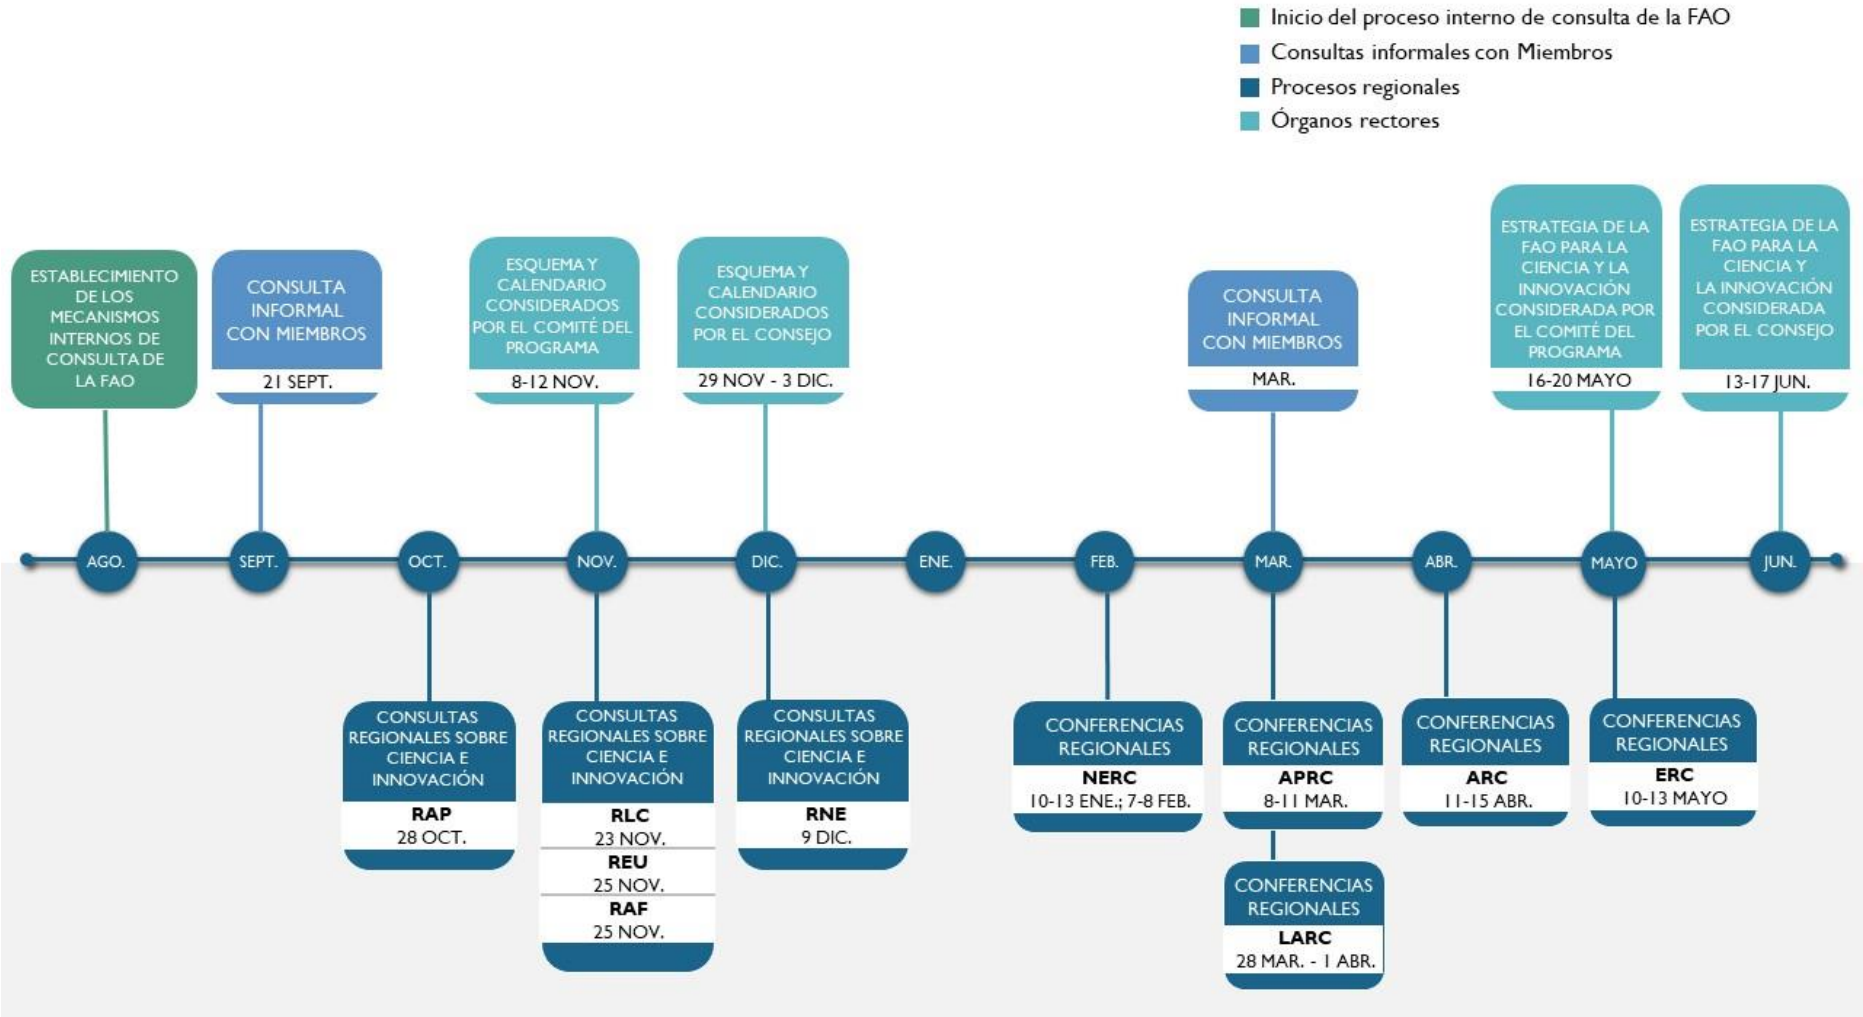 Inicio del proceso interno de consulta de la FAO
Consultas informales con Miembros
Procesos regionales
Órganos rectores
ESTABLECIMIENTO
DE LOS
MECANISMOS
INTERNOS DE
CONSULTA DE
LA FAO
CONSULTA
INFORMAL
CON MIEMBROS
21 SEPT.
ESQUEMA Y
CALENDARIO
CONSIDERADOS
POR EL COMITÉ DEL
PROGRAMA
8-12 NOV.
ESQUEMA Y
CALENDARIO
CONSIDERADOS
POR EL CONSEJO
29 NOV - 3 DIC.
CONSULTA
INFORMAL
CON MIEMBROS
MAR.
ESTRATEGIA DE LA
FAO PARA LA
CIENCIA Y LA
INNOVACIÓN
CONSIDERADA POR
EL COMITÉ DEL
PROGRAMA
16-20 MAYO
ESTRATEGIA DE LA
FAO PARA LA
CIENCIA Y
LA INNOVACIÓN
CONSIDERADA
POR EL CONSEJO
13-17 JUN.
AGO.
SEPT.
OCT.
NOV.
DIC.
ENE.
FEB.
MAR.
ABR.
MAYO
JUN.
CONSULTAS
REGIONALES SOBRE
CIENCIA E
INNOVACIÓN
RAP
28 OCT.
CONSULTAS
REGIONALES SOBRE
CIENCIA E
INNOVACIÓN
RLC
23 NOV.
REU
25 NOV.
RAF
25 NOV.
CONSULTAS
REGIONALES SOBRE
CIENCIA E
INNOVACIÓN
RNE
9 DIC.
CONFERENCIAS
REGIONALES
NERC
10-13 ENE.; 7-8 FEB.
CONFERENCIAS
REGIONALES
APRC
8-11 MAR.
CONFERENCIAS
REGIONALES
LARC
28 MAR. - 1 ABR.
CONFERENCIAS
REGIONALES
ARC
11-15 ABR.
CONFERENCIAS
REGIONALES
ERC
10-13 MAYO